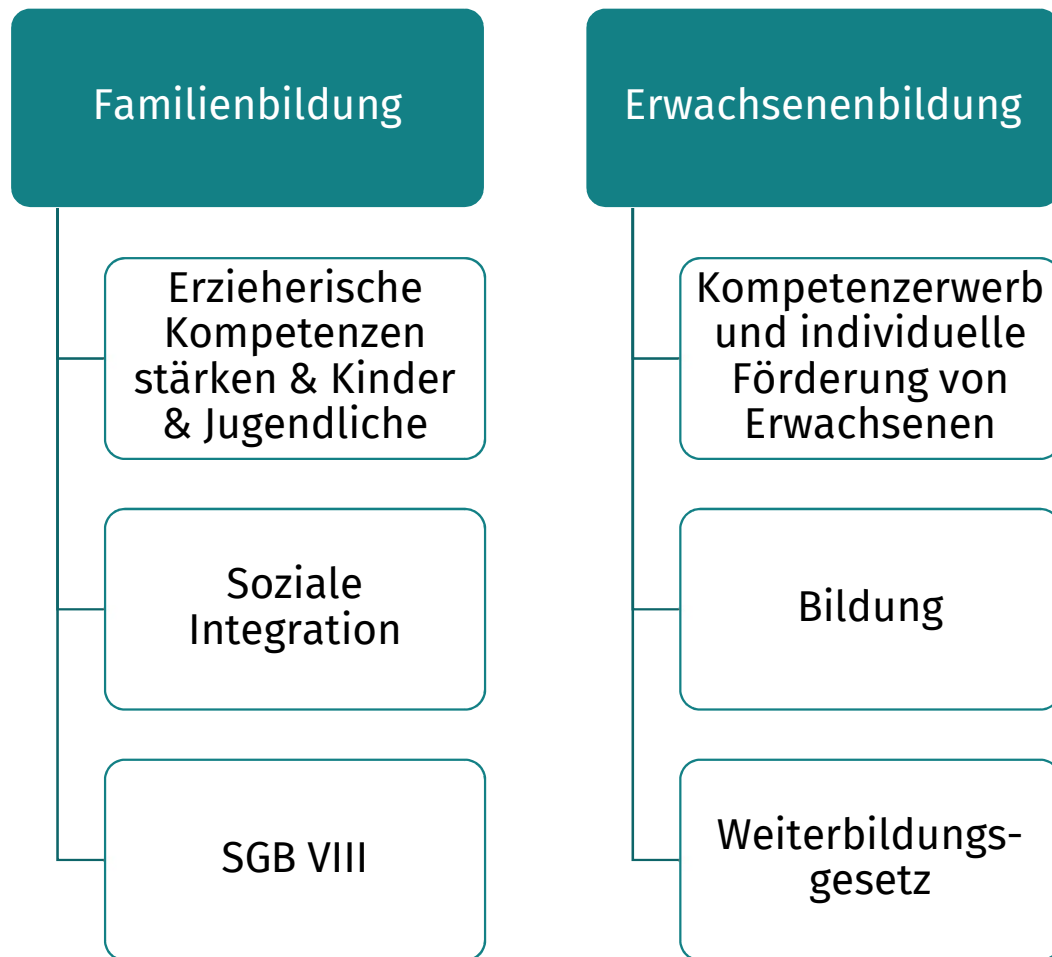 Familienbildung
Erzieherische
Kompetenzen
stärken & Kinder
& Jugendliche
Soziale
Integration
SGB VIII
Erwachsenenbildung
Kompetenzerwerb
und individuelle
Förderung von
Erwachsenen
Bildung
Weiterbildungs-
gesetz